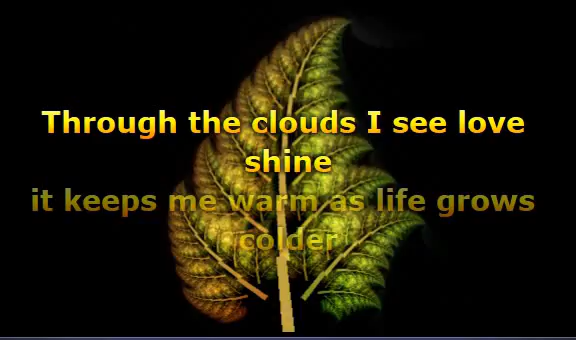 Through the clouds I see love
shine
it keeps me warm as life grows
colder